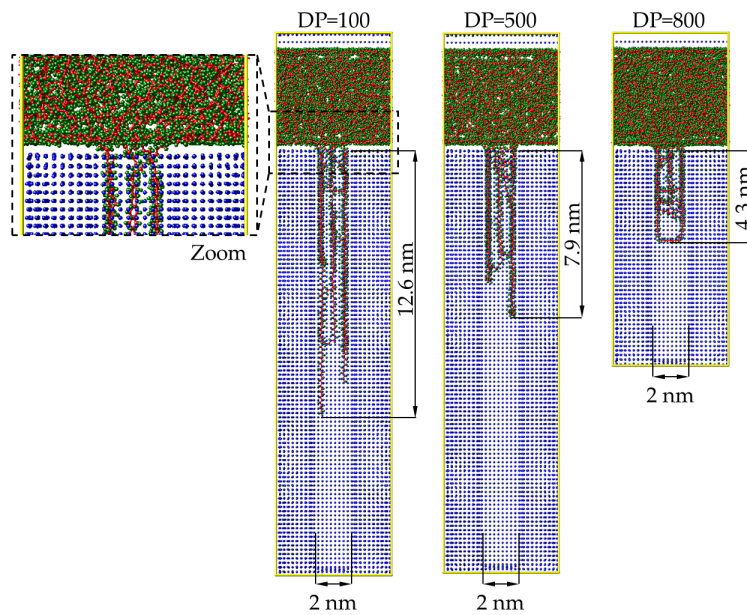 DP=100
DP=500
DP=800
Zoom
12.6 nm
7.9 nm
4.3 nm
2 nm
2 nm
2 nm